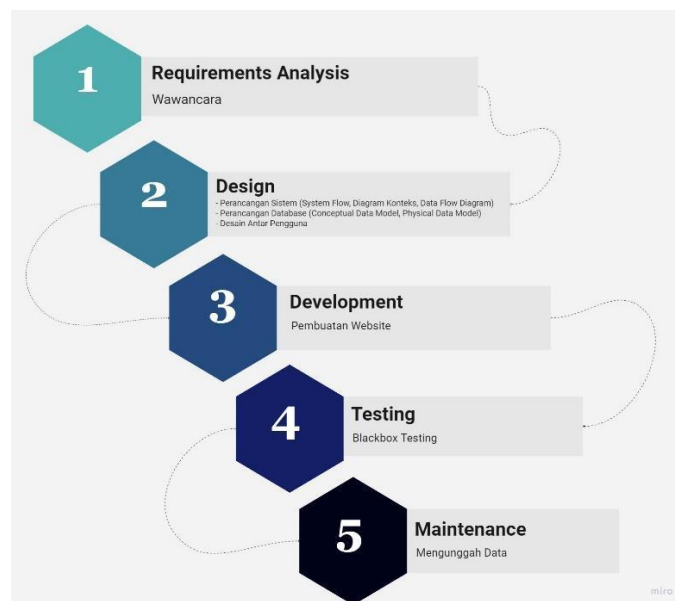 1
Requirements Analysis
Wawancara
2
Design
- Perancangan Sistem (System Flow, Diagram Konteks, Data Flow Diagram)
- Perancangan Database (Conceptual Data Model, Physical Data Model)
- Desain Antar Pengguna
3
Development
Pembuatan Website
4
Testing
Blackbox Testing
5
Maintenance
Mengunggah Data
miro